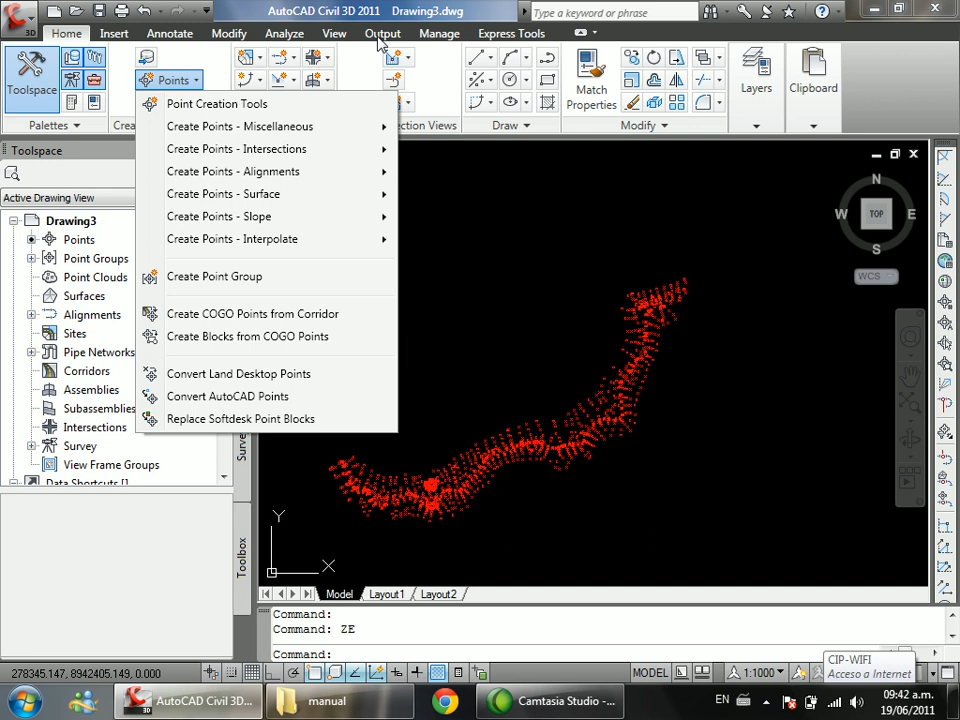 AutoCAD Civil 3D 2011 Drawing3.dwg
Type a keyword or phrase
3D
Home Insert Annotate Modify Analyze View Output Manage Express Tools
Toolspace
Points
Match Properties
Layers
Clipboard
Palettes
Crea
ction Views
Draw
Modify
Point Creation Tools
Create Points - Miscellaneous
Create Points - Intersections
Create Points - Alignments
Create Points - Surface
Create Points - Slope
Create Points - Interpolate
Create Point Group
Create COGO Points from Corridor
Create Blocks from COGO Points
Convert Land Desktop Points
Convert AutoCAD Points
Replace Softdesk Point Blocks
Toolspace
Active Drawing View
Drawing3
Points
Point Groups
Point Clouds
Surfaces
Alignments
Sites
Pipe Networks
Corridors
Assemblies
Subassemblies
Intersections
Survey
View Frame Groups
Data Shortcuts []
Surve
Toolbox
N
W TOP E
S
WCS
Y
X
Model Layout1 Layout2
Command:
Command: ZE
Command:
278345.147, 8942405.149, 0.000
MODEL
1:1000
CIP-WIFI
Acceso a Internet
AutoCAD Civil 3D...
manual
Camtasia Studio -...
EN
09:42 a.m.
19/06/2011